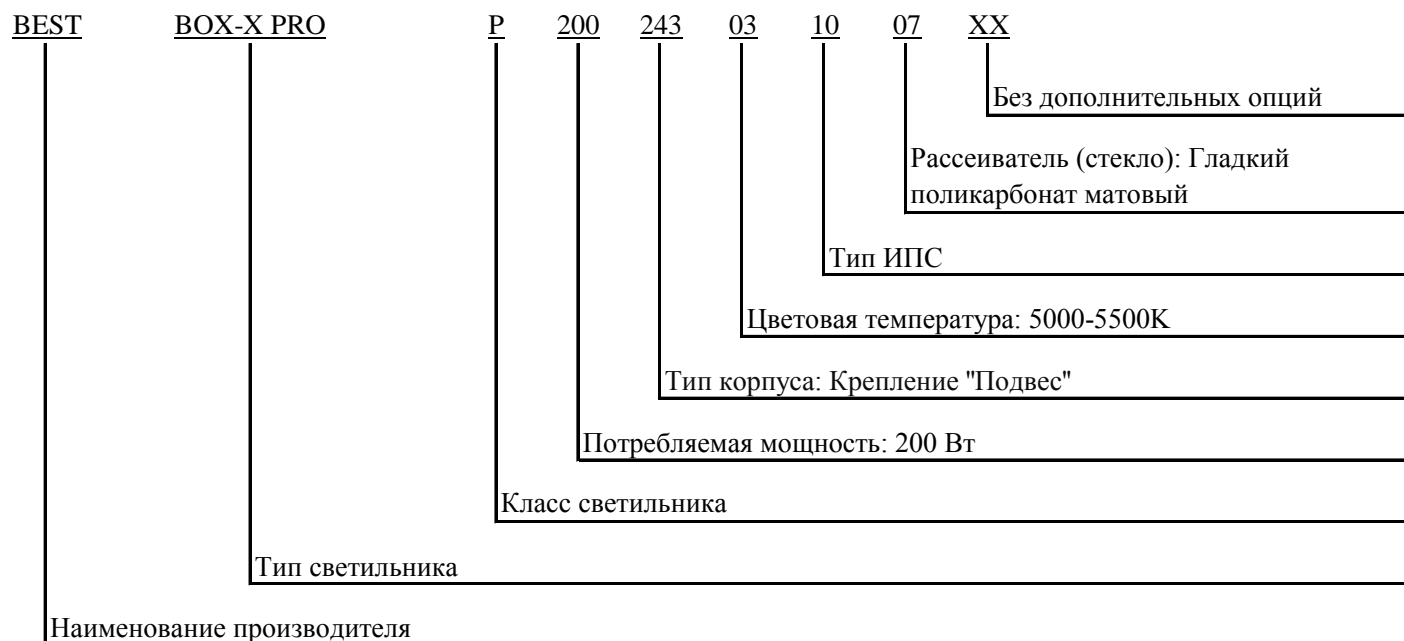 BEST BOX-X PRO P 200 243 03 10 07 XX
Без дополнительных опций
Рассеиватель (стекло): Гладкий
поликарбонат матовый
Тип ИПС
Цветовая температура: 5000-5500К
Тип корпуса: Крепление "Подвес"
Потребляемая мощность: 200 Вт
Класс светильника
Тип светильника
Наименование производителя